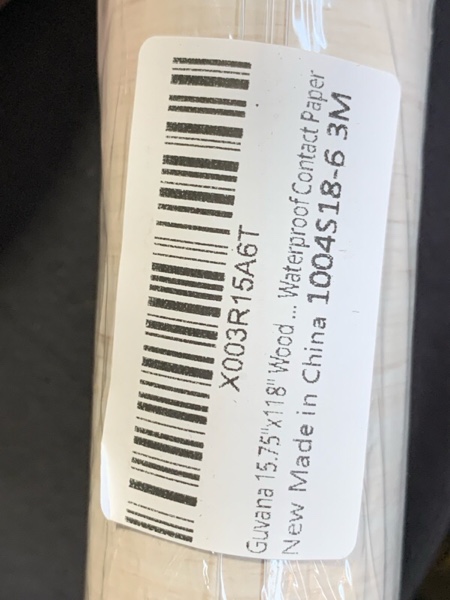 X003R15A6T
Guvana 15.75"x118" Wood ... Waterproof Contact Paper
New Made in China 1004S18-6 3M